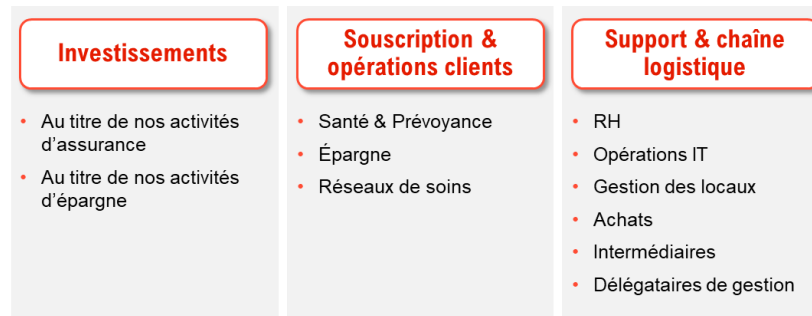 Investissements
• Au titre de nos activités
d’assurance
• Au titre de nos activités
d’épargne
Souscription &
opérations clients
• Santé & Prévoyance
• Épargne
• Réseaux de soins
Support & chaîne
logistique
• RH
• Opérations IT
• Gestion des locaux
• Achats
• Intermédiaires
• Délégataires de gestion